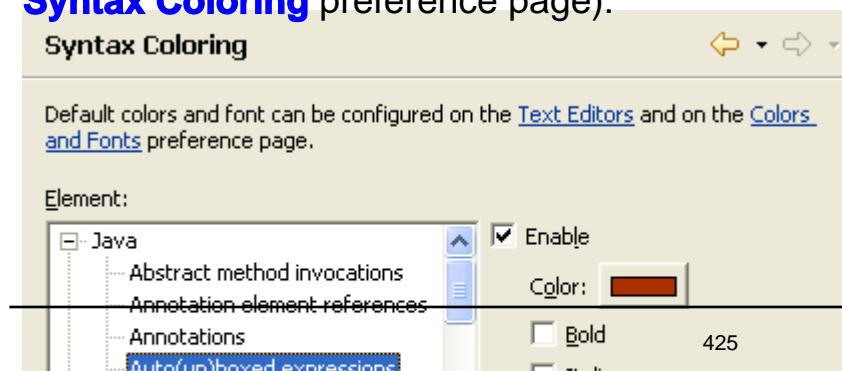 Syntax Coloring preference page).
Syntax Coloring
Default colors and font can be configured on the Text Editors and on the Colors
and Fonts preference page.
Element:
Java
Enable
Abstract method invocations
Color:
Annotation element references
Annotations
Bold
425
Auto(un)boxed expressions